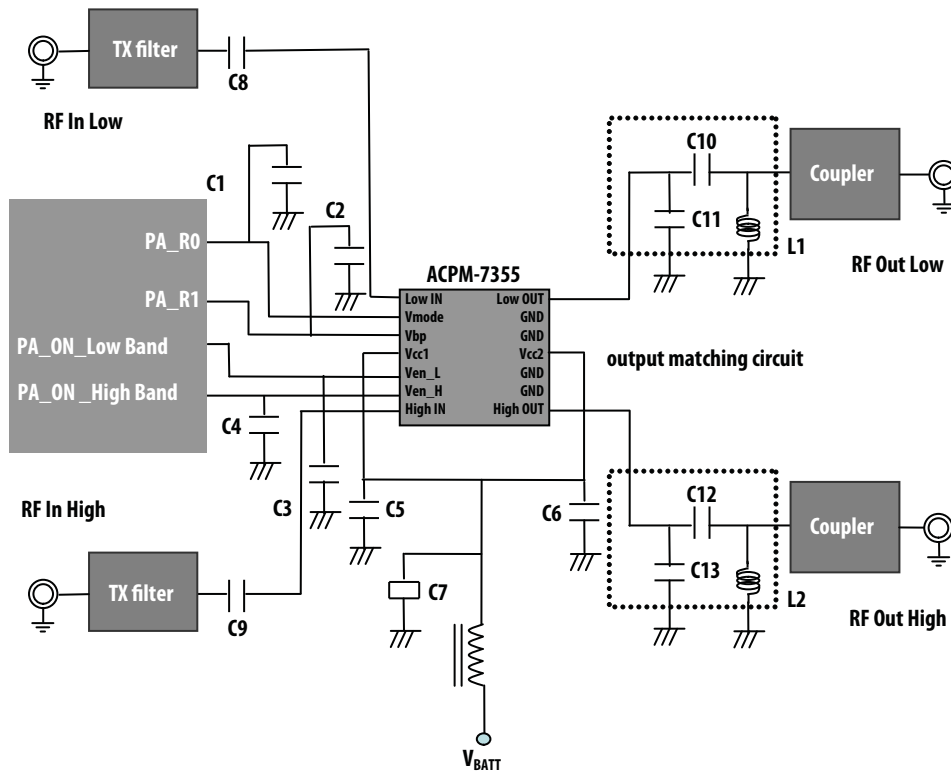 TX filter
C8
RF In Low
C1
C2
PA_R0
PA_R1
PA_ON_Low Band
PA_ON _High Band
ACPM-7355
Low IN
Vmode
Vbp
Vcc1
Ven_L
Ven_H
High IN
Low OUT
GND
GND
Vcc2
GND
GND
High OUT
C10
C11
L1
Coupler
RF Out Low
output matching circuit
C4
C3
C5
C6
C7
RF In High
TX filter
C9
C12
C13
L2
Coupler
RF Out High
VBATT